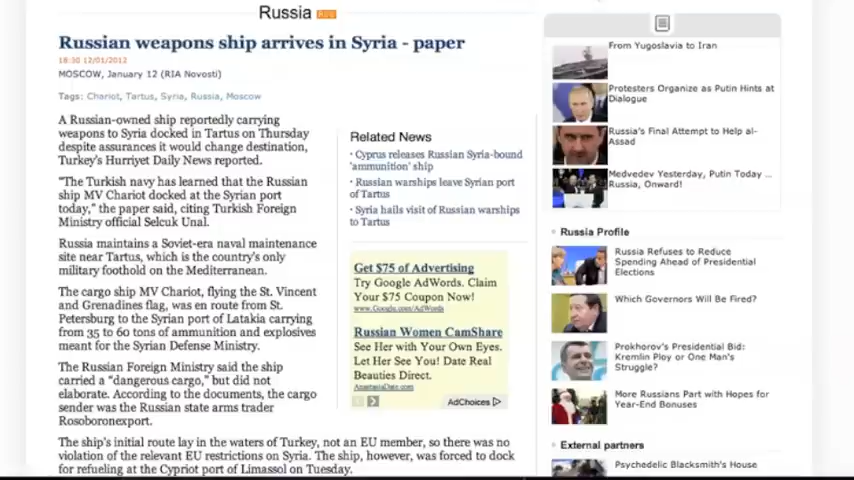 Russia
Russian weapons ship arrives in Syria - paper
18:30 12/01/2012
MOSCOW, January 12 (RIA Novosti)
Tags: Chariot, Tartus, Syria, Russia, Moscow
A Russian-owned ship reportedly carrying
weapons to Syria docked in Tartus on Thursday
despite assurances it would change destination,
Turkey's Hurriyet Daily News reported.
"The Turkish navy has learned that the Russian
ship MV Chariot docked at the Syrian port
today," the paper said, citing Turkish Foreign
Ministry official Selcuk Unal.
Russia maintains a Soviet-era naval maintenance
site near Tartus, which is the country's only
military foothold on the Mediterranean.
The cargo ship MV Chariot, flying the St. Vincent
and Grenadines flag, was en route from St.
Petersburg to the Syrian port of Latakia carrying
from 35 to 60 tons of ammunition and explosives
meant for the Syrian Defense Ministry.
The Russian Foreign Ministry said the ship
carried a "dangerous cargo," but did not
elaborate. According to the documents, the cargo
sender was the Russian state arms trader
Rosoboronexport.
The ship's initial route lay in the waters of Turkey, not an EU member, so there was no
violation of the relevant EU restrictions on Syria. The ship, however, was forced to dock
for refueling at the Cypriot port of Limassol on Tuesday.
Related News
· Cyprus releases Russian Syria-bound
'ammunition' ship
· Russian warships leave Syrian port
of Tartus
· Syria hails visit of Russian warships
to Tartus
Get $75 of Advertising
Try Google AdWords. Claim
Your $75 Coupon Now!
www.Google.com/AdWords
Russian Women CamShare
See Her with Your Own Eyes.
Let Her See You! Date Real
Beauties Direct.
AnastasiaDate.com
AdChoices
From Yugoslavia to Iran
Protesters Organize as Putin Hints at
Dialogue
Russia's Final Attempt to Help al-
Assad
Medvedev Yesterday, Putin Today ...
Russia, Onward!
Russia Profile
Russia Refuses to Reduce
Spending Ahead of Presidential
Elections
Which Governors Will Be Fired?
Prokhorov's Presidential Bid:
Kremlin Ploy or One Man's
Struggle?
More Russians Part with Hopes for
Year-End Bonuses
External partners
Psychedelic Blacksmith's House